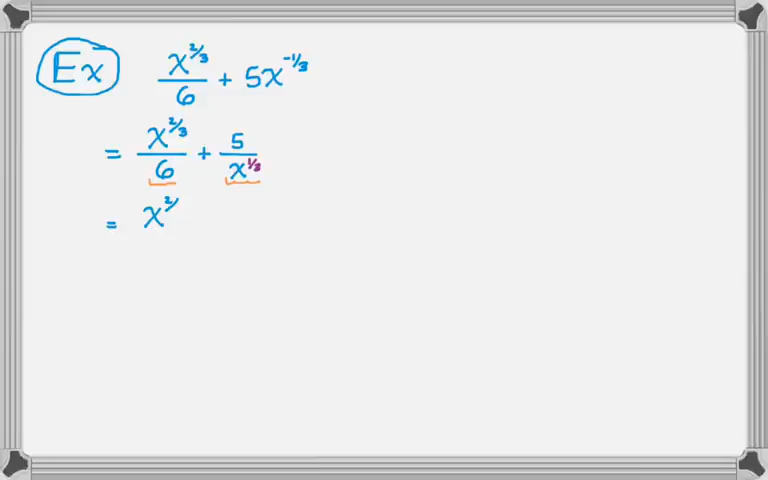 Ex x^2/3 / 6 + 5x^-1/3
= x^2/3 / 6 + 5 / x^1/3
= x^2/